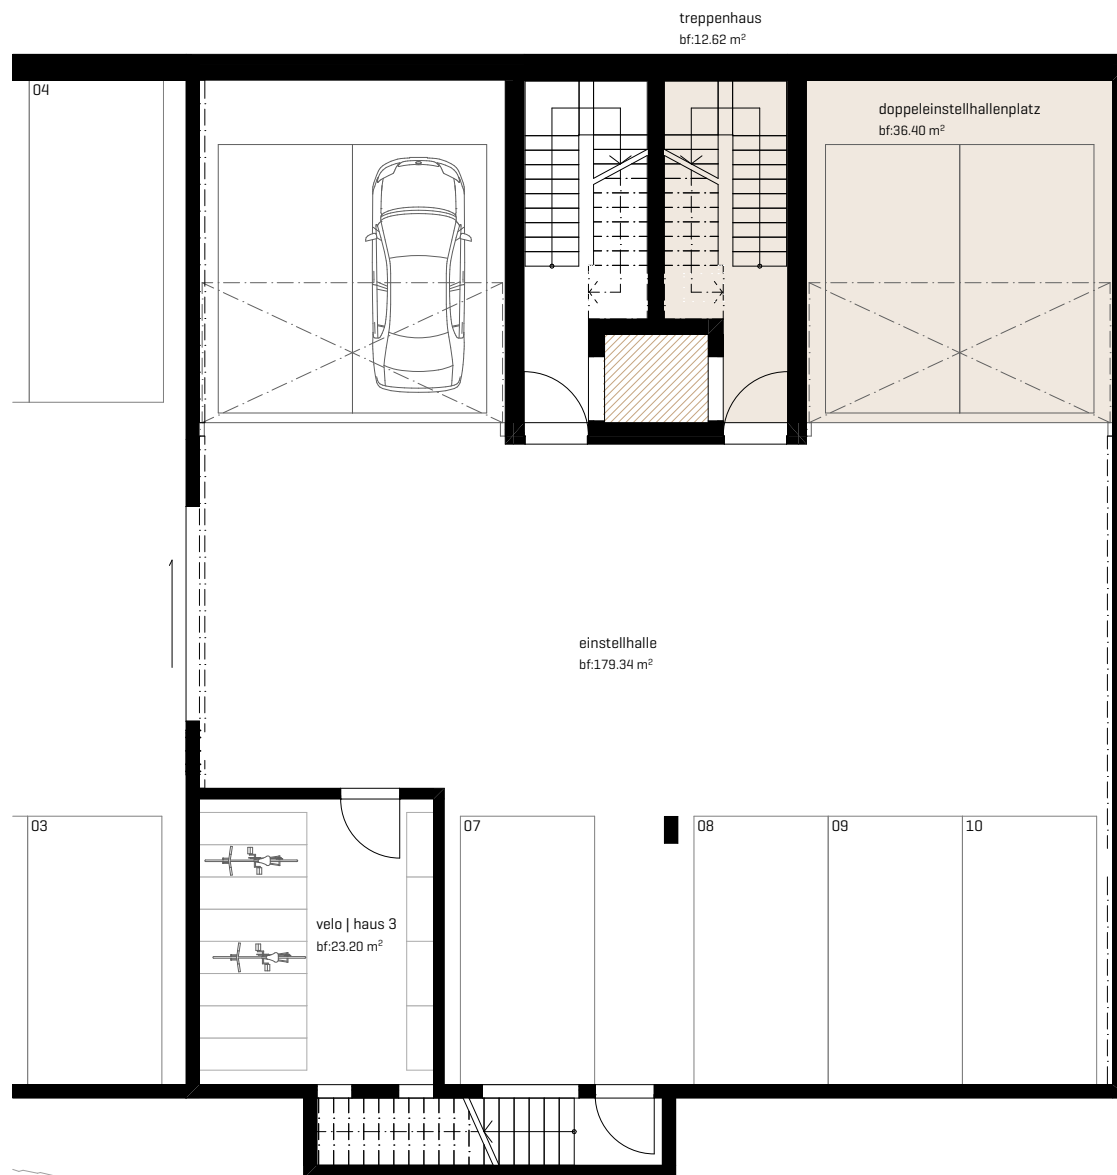 treppenhaus
bf:12.62 m²
04
doppeleinstellhallenplatz
bf:36.40 m²
einstellhalle
bf:179.34 m²
03
07
08
09
10
velo | haus 3
bf:23.20 m²